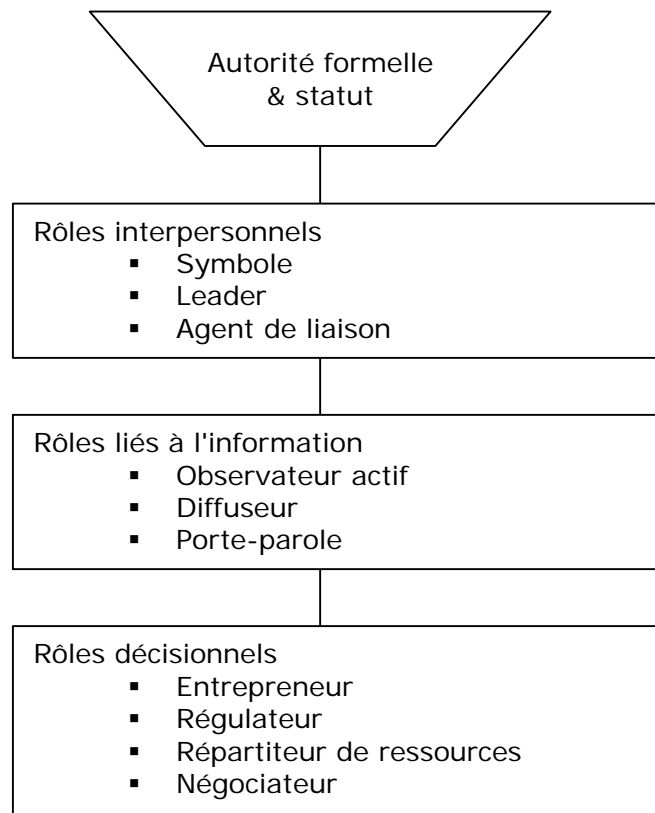 Autorité formelle
& statut
Rôles interpersonnels
▪ Symbole
▪ Leader
▪ Agent de liaison
Rôles liés à l'information
▪ Observateur actif
▪ Diffuseur
▪ Porte-parole
Rôles décisionnels
▪ Entrepreneur
▪ Régulateur
▪ Répartiteur de ressources
▪ Négociateur